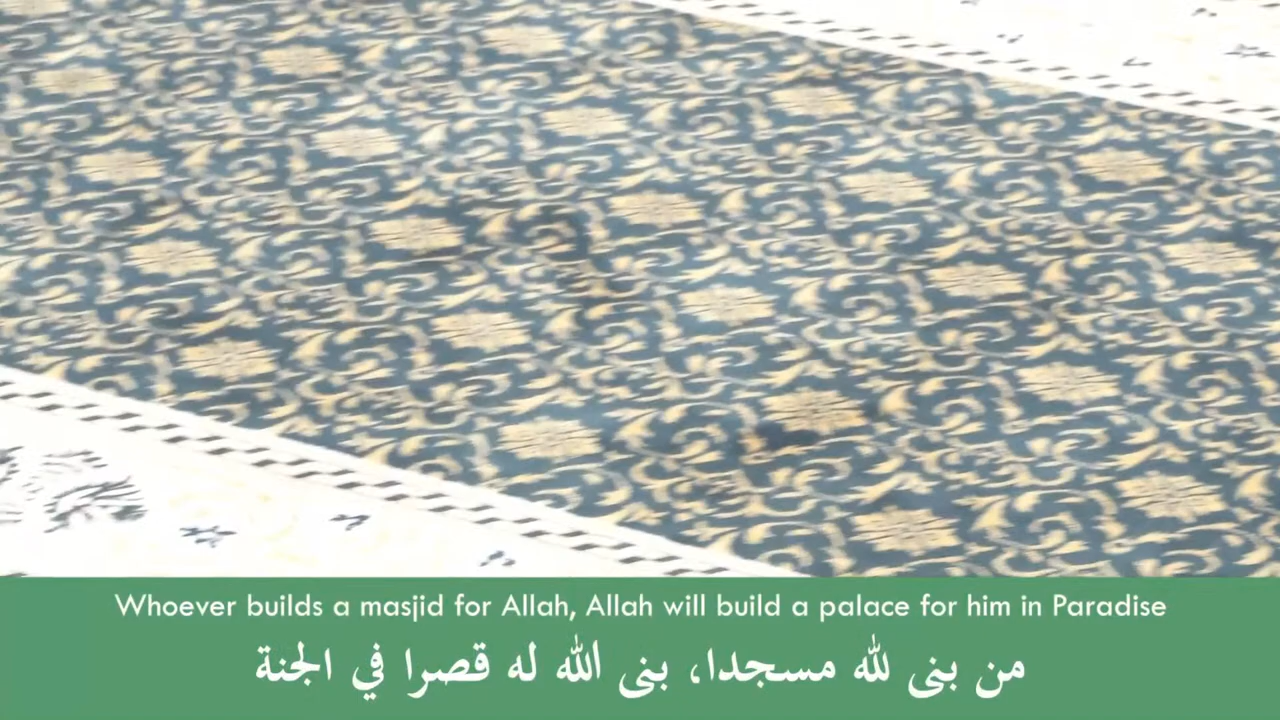 Whoever builds a masjid for Allah, Allah will build a palace for him in Paradise
من بنى لله مسجدا، بنى الله له قصرا في الجنة